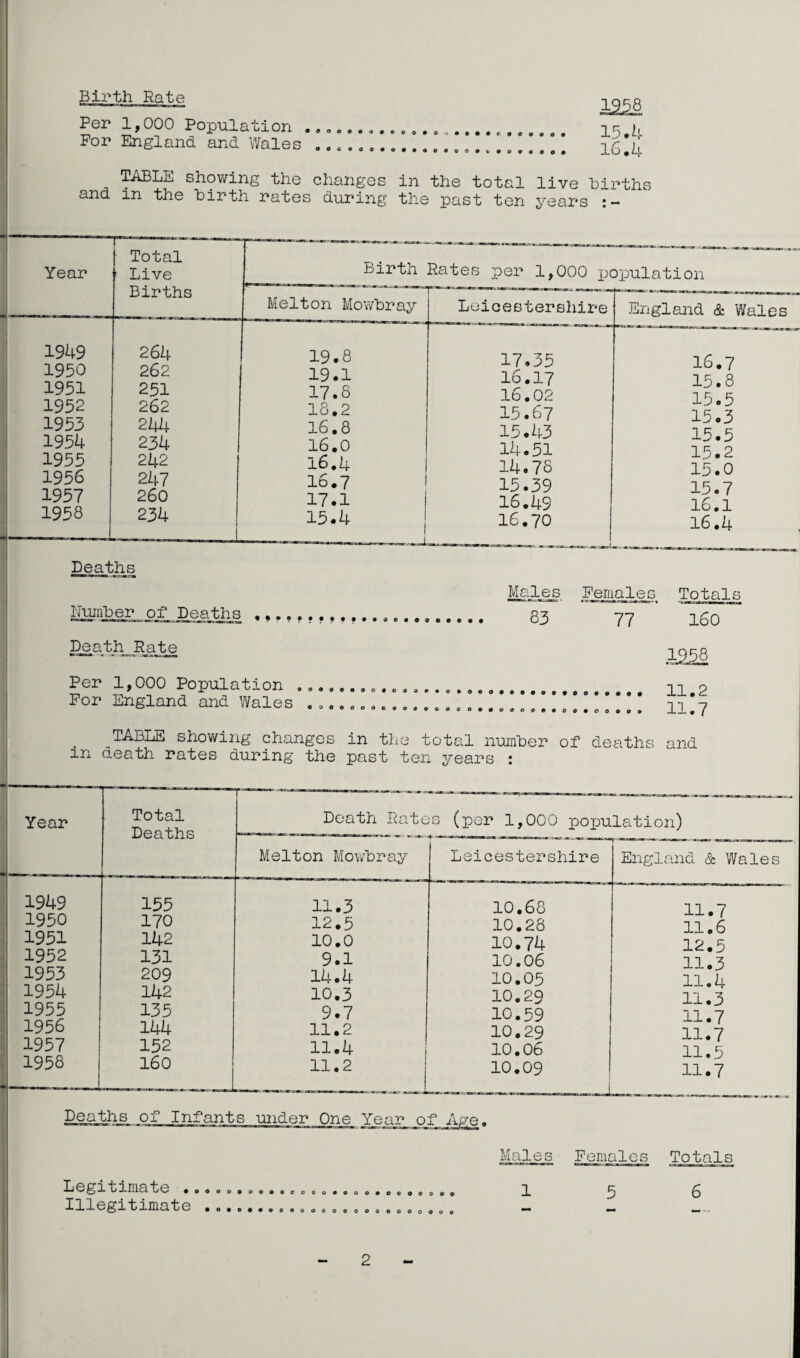 Birth Rate 1958
Per 1,000 Population .......................... 15.4
For England and Wales .......................... 16.4
TABLE showing the changes in the total live births
and in the birth rates during the past ten years :-
Year Total Live Births Birth Rates per 1,000 population
Melton Mowbray Leicestershire England & Wales
1949 264 19.8 17.35 16.7
1950 262 19.1 16.17 15.8
1951 251 17.8 16.02 15.5
1952 262 18.2 15.67 15.3
1953 244 16.8 15.43 15.5
1954 234 16.0 14.51 15.2
1955 242 16.4 14.78 15.0
1956 247 16.7 15.39 15.7
1957 260 17.1 16.49 16.1
1958 234 15.4 16.70 16.4
Deaths
Males Females Totals
Number of Deaths ..................... 83 77 160
Death Rate 1958
Per 1,000 Population .................................. 11.2
For England and Wales .................................. 11.7
TABLE showing changes in the total number of deaths and
in death rates during the past ten years :
Year Total Deaths Death Rates (per 1,000 population)
Melton Mowbray Leicestershire England & Wales
1949 155 11.3 10.68 11.7
1950 170 12.5 10.28 11.6
1951 142 10.0 10.74 12.5
1952 131 9.1 10.06 11.3
1953 209 14.4 10.05 11.4
1954 142 10.3 10.29 11.3
1955 135 9.7 10.59 11.7
1956 144 11.2 10.29 11.7
1957 152 11.4 10.06 11.5
1958 160 11.2 10.09 11.7
Deaths of Infants under One Year of Age.
Males Females Totals
Legitimate .......................... 1 5 6
Illegitimate ........................ - - -
- 2 -